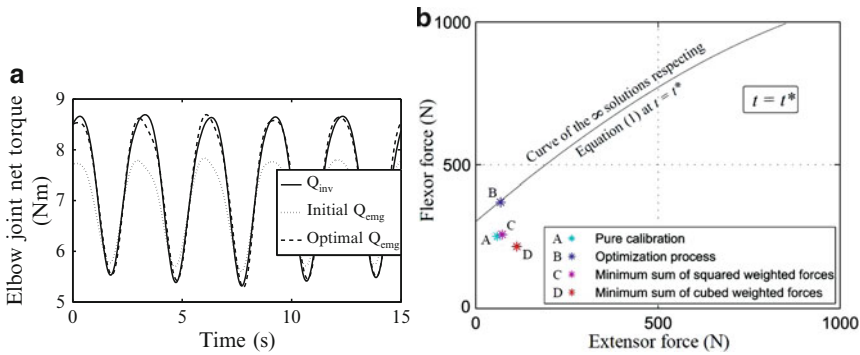 a
Elbow joint net torque
(Nm)
9
8
7
6
5
0
5
10
15
Time (s)
Q_inv
Initial Q_emg
Optimal Q_emg
b
Flexor force (N)
1000
500
0
0
500
1000
Extensor force (N)
Curve of the ∞ solutions respecting
Equation (1) at t = t*
t = t*
B
A
C
D
A Pure calibration
B Optimization process
C Minimum sum of squared weighted forces
D Minimum sum of cubed weighted forces